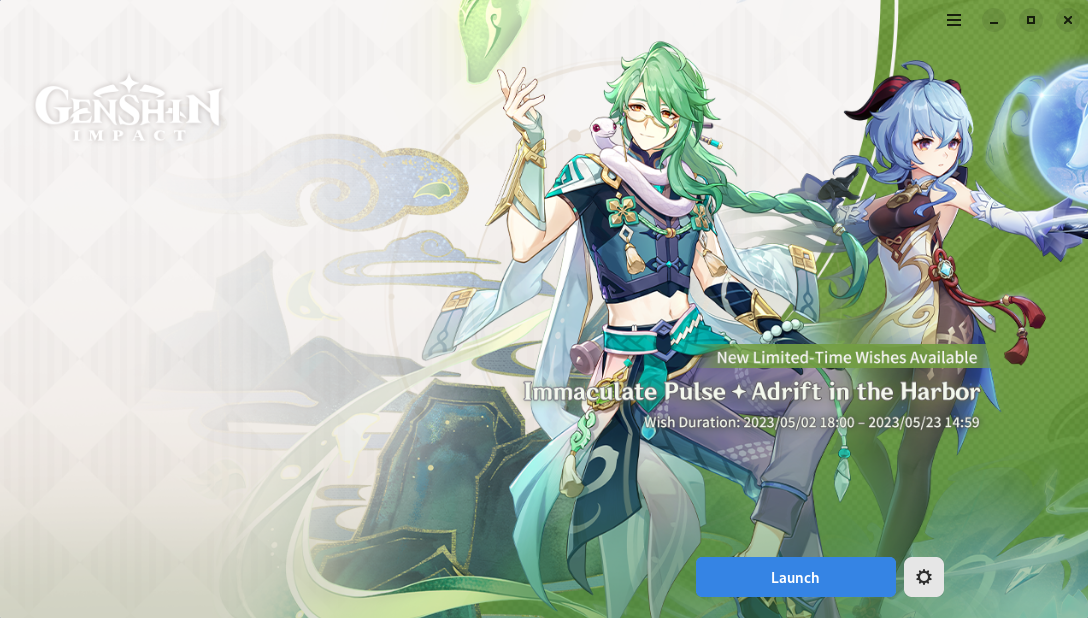 GENSHIN
IMPACT
New Limited-Time Wishes Available
Immaculate Pulse ✦ Adrift in the Harbor
Wish Duration: 2023/05/02 18:00 – 2023/05/23 14:59
Launch